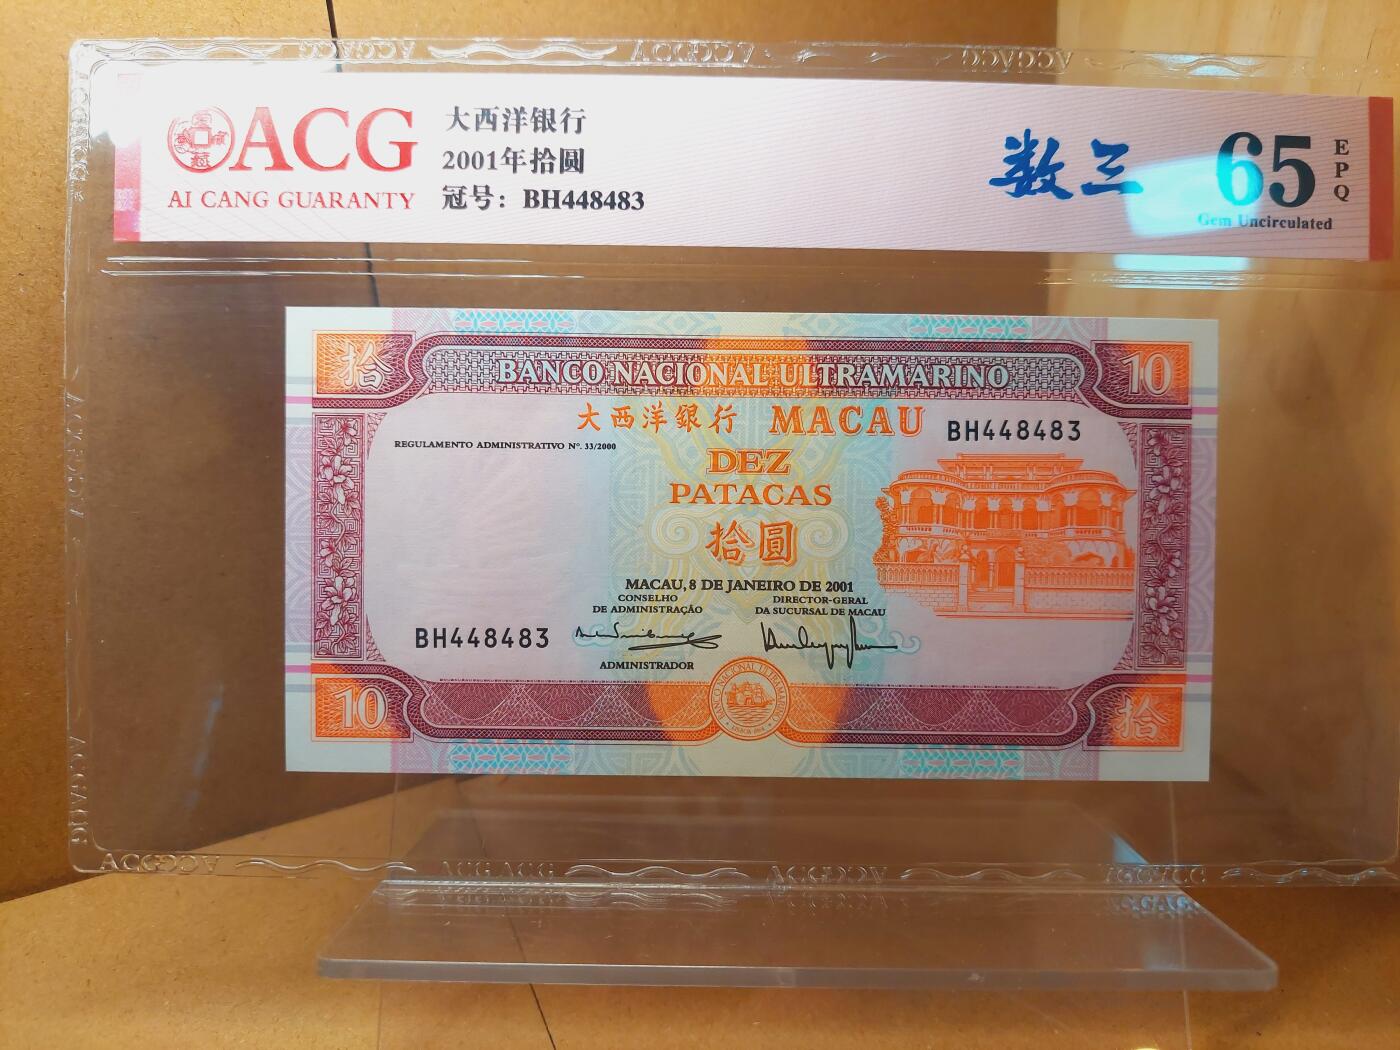 ACG
AI CANG GUARANTY
大西洋银行
2001年拾圆
冠号：BH448483
数三
65
EPQ
Gem Uncirculated
拾
BANCO NACIONAL ULTRAMARINO
10
大西洋銀行 MACAU
BH448483
REGULAMENTO ADMINISTRATIVO Nº. 33/2000
DEZ
PATACAS
拾圓
MACAU, 8 DE JANEIRO DE 2001
CONSELHO
DE ADMINISTRAÇÃO
DIRECTOR-GERAL
DA SUCURSAL DE MACAU
BH448483
ADMINISTRADOR
10
BANCO NACIONAL ULTRAMARINO
拾